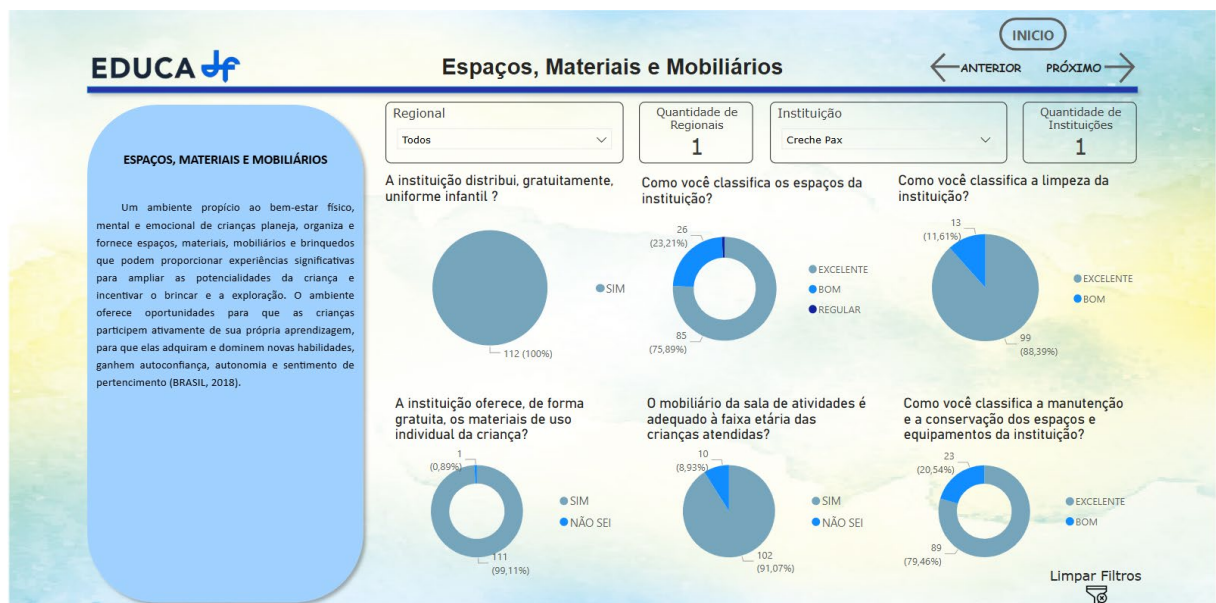 INICIO
EDUCA df
Espaços, Materiais e Mobiliários
ANTERIOR
PRÓXIMO
ESPAÇOS, MATERIAIS E MOBILIÁRIOS
Um ambiente propício ao bem-estar físico,
mental e emocional de crianças planeja, organiza e
fornece espaços, materiais, mobiliários e brinquedos
que podem proporcionar experiências significativas
para ampliar as potencialidades da criança e
incentivar o brincar e a exploração. O ambiente
oferece oportunidades para que as crianças
participem ativamente de sua própria aprendizagem,
para que elas adquiram e dominem novas habilidades,
ganhem autoconfiança, autonomia e sentimento de
pertencimento (BRASIL, 2018).
Regional
Todos
Quantidade de
Regionais
1
Instituição
Creche Pax
Quantidade de
Instituições
1
A instituição distribui, gratuitamente,
uniforme infantil ?
SIM
112 (100%)
Como você classifica os espaços da
instituição?
26
(23,21%)
EXCELENTE
BOM
REGULAR
85
(75,89%)
Como você classifica a limpeza da
instituição?
13
(11,61%)
EXCELENTE
BOM
99
(88,39%)
A instituição oferece, de forma
gratuita, os materiais de uso
individual da criança?
1
(0,89%)
SIM
NÃO SEI
111
(99,11%)
O mobiliário da sala de atividades é
adequado à faixa etária das
crianças atendidas?
10
(8,93%)
SIM
NÃO SEI
102
(91,07%)
Como você classifica a manutenção
e a conservação dos espaços e
equipamentos da instituição?
23
(20,54%)
EXCELENTE
BOM
89
(79,46%)
Limpar Filtros